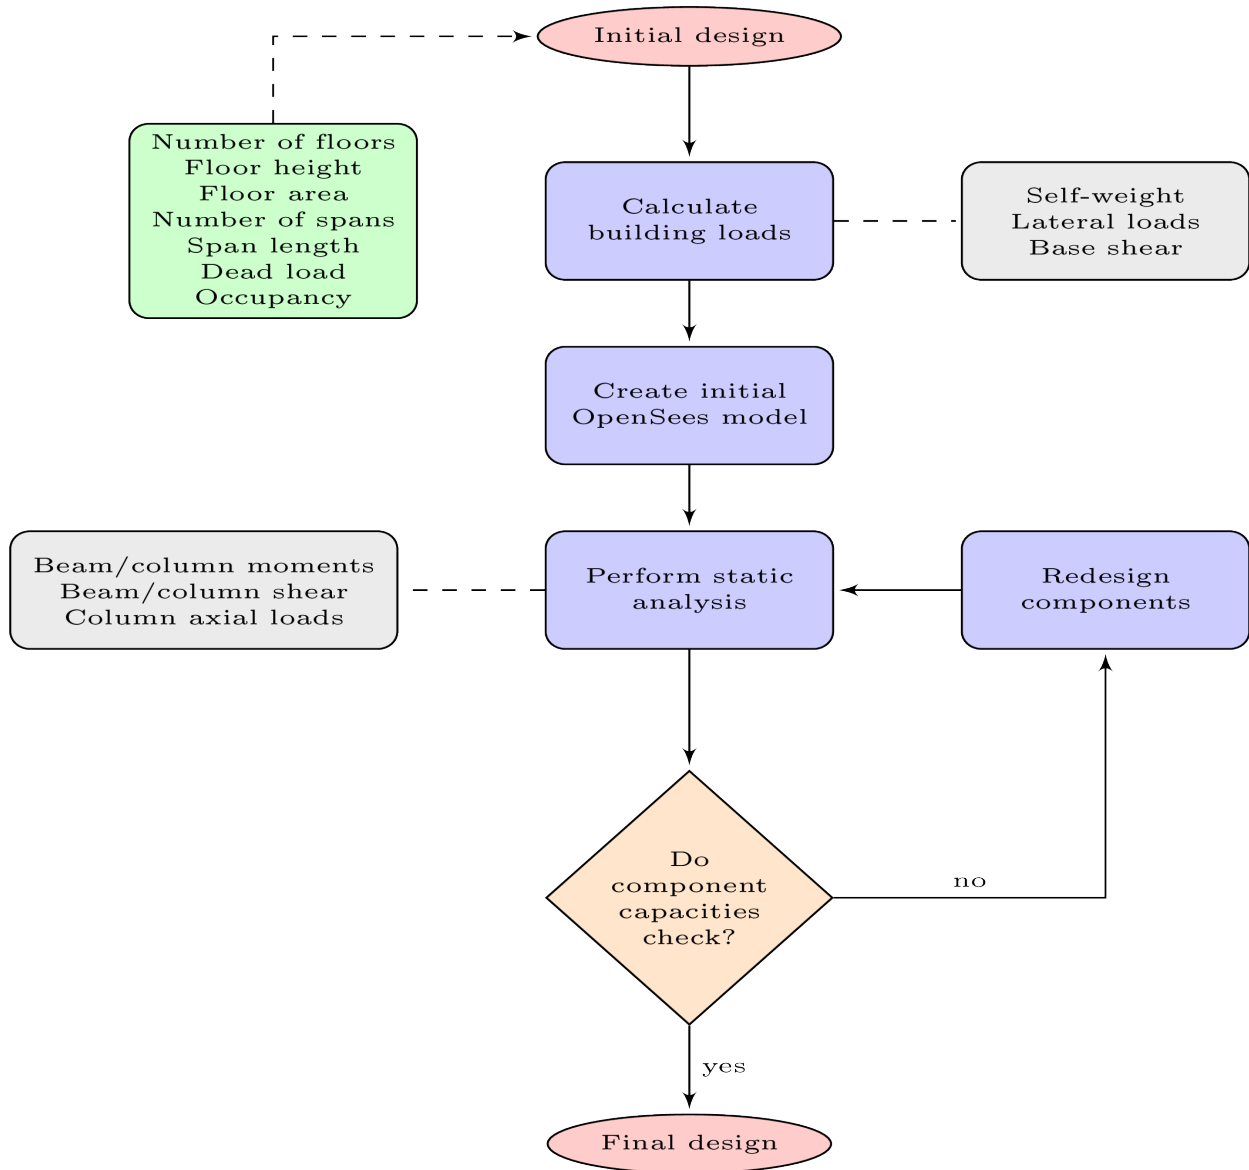 Initial design
Number of floors
Floor height
Floor area
Number of spans
Span length
Dead load
Occupancy
Calculate
building loads
Self-weight
Lateral loads
Base shear
Create initial
OpenSees model
Beam/column moments
Beam/column shear
Column axial loads
Perform static
analysis
Redesign
components
Do
component
capacities
check?
no
yes
Final design